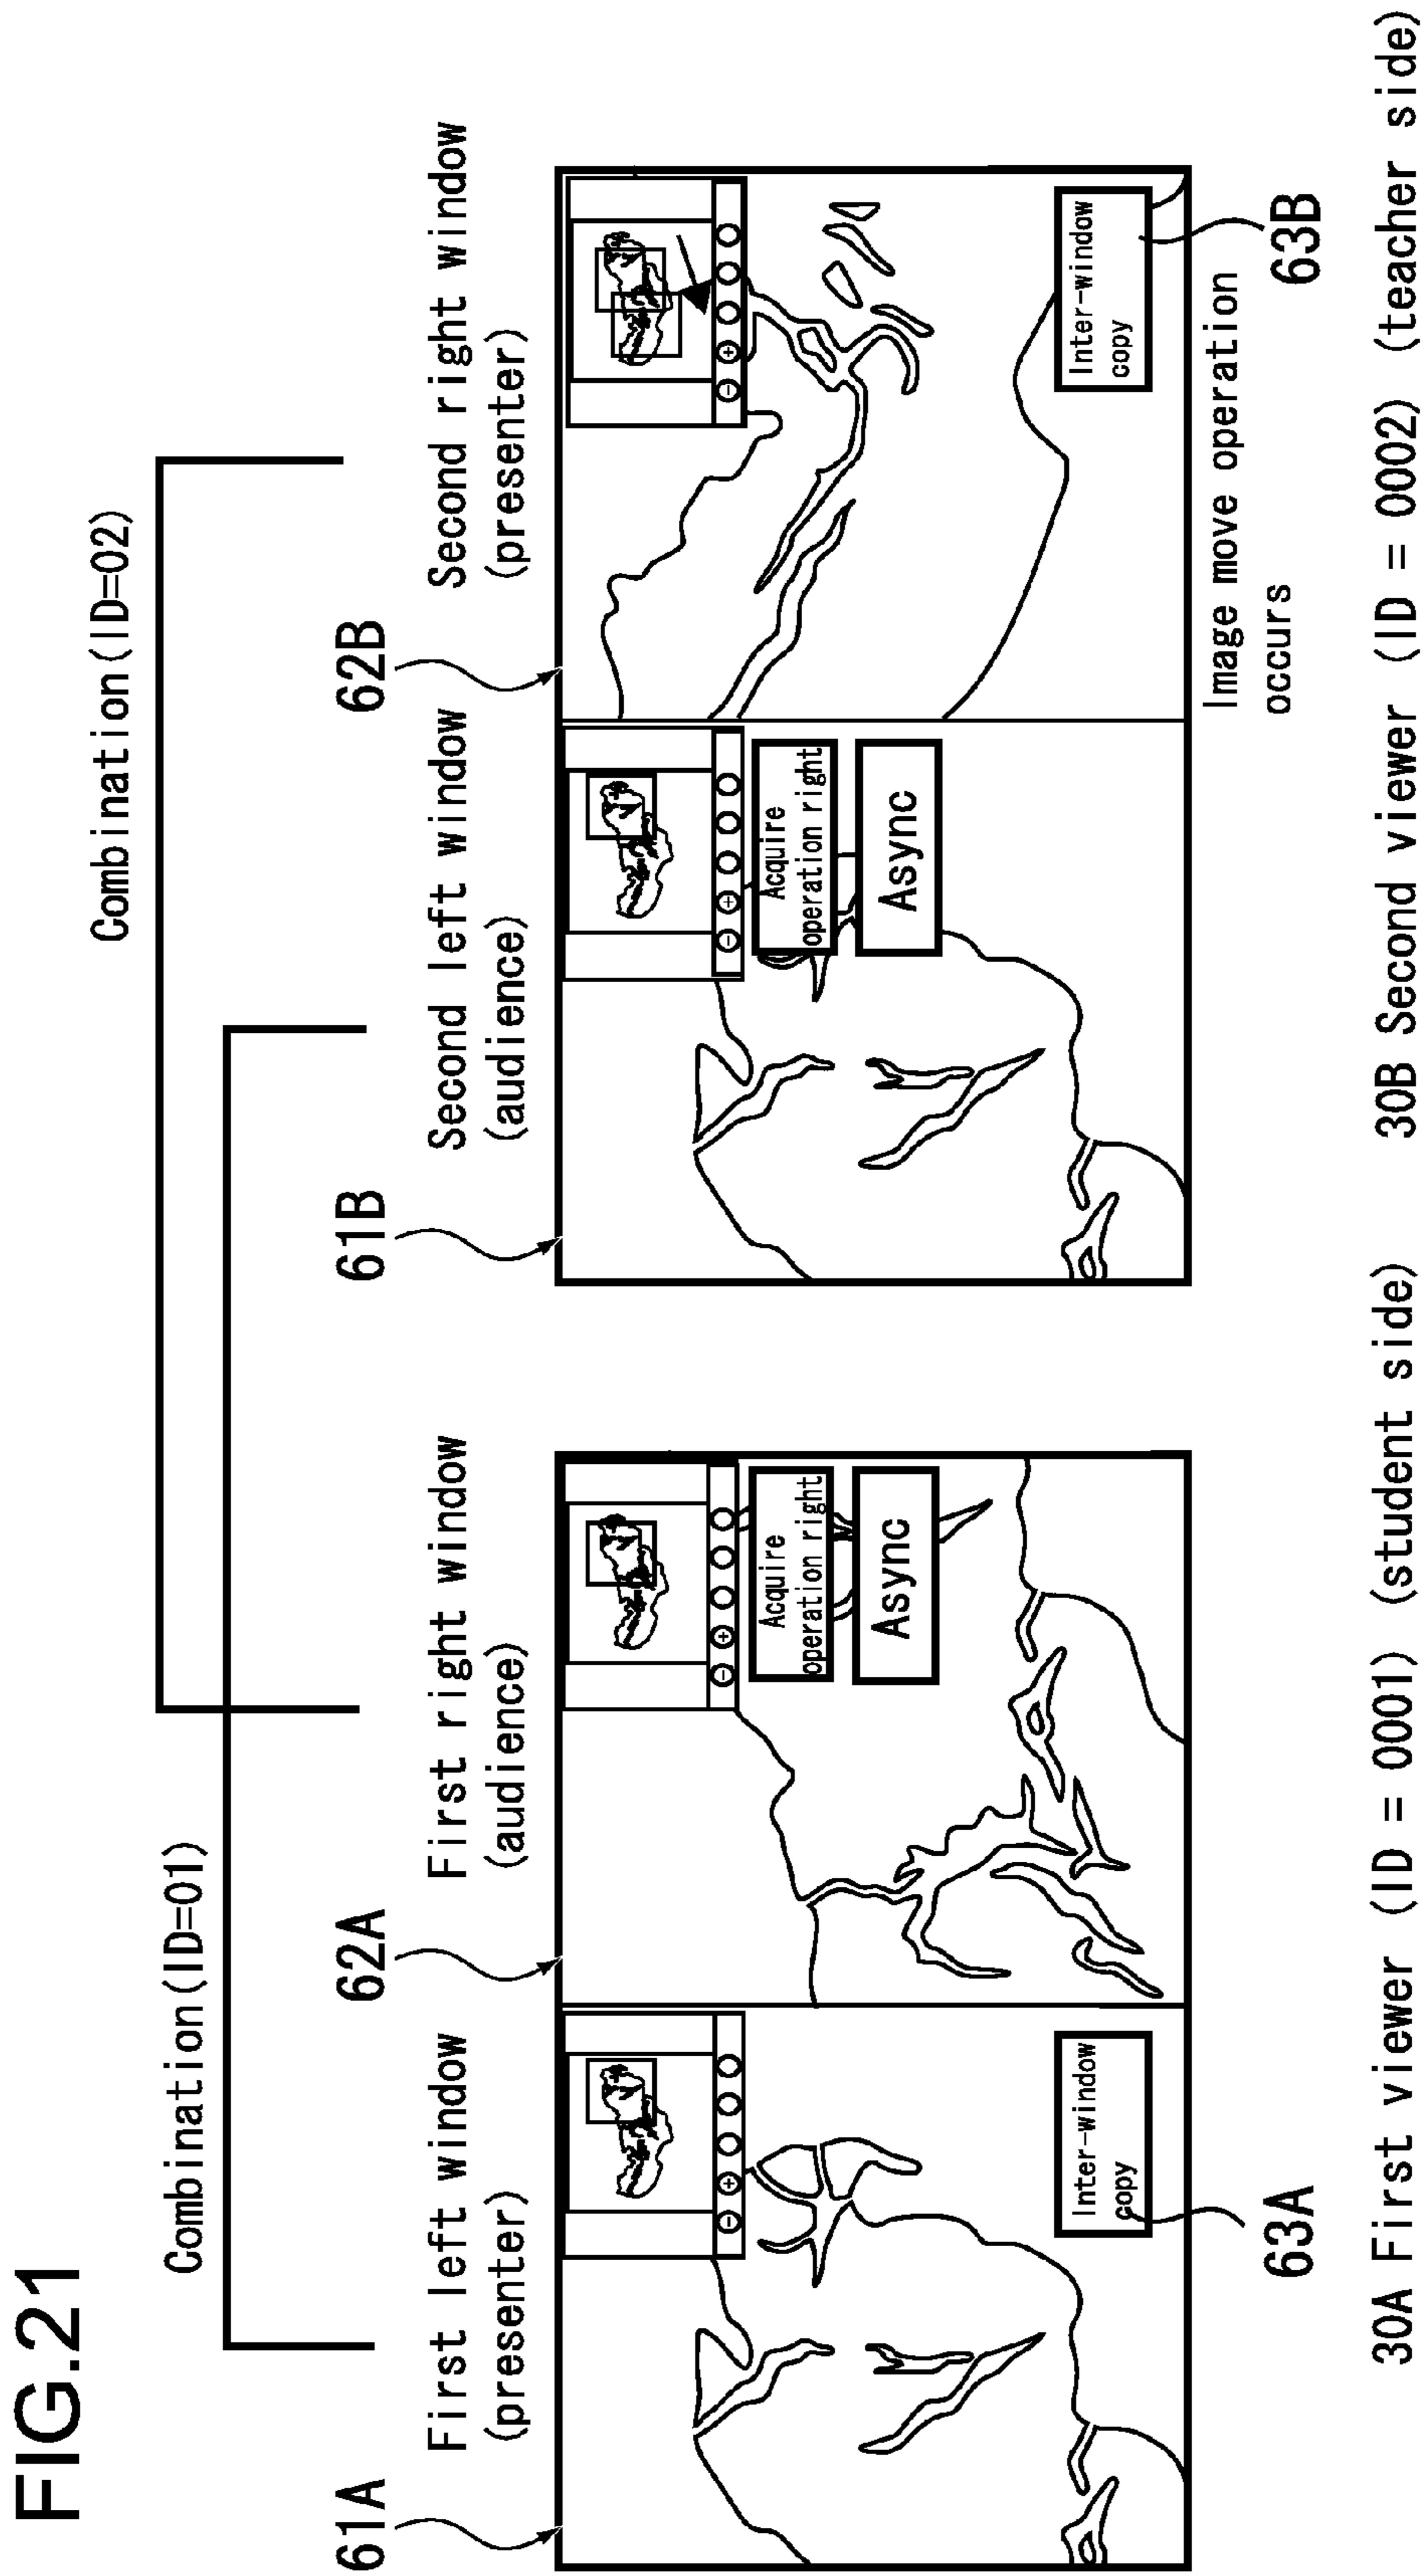 FIG.21
Combination(ID=02)
Combination(ID=01)
61A
First left window
(presenter)
62A
First right window
(audience)
61B
Second left window
(audience)
62B
Second right window
(presenter)
Acquire
operation right
Async
Inter-window
copy
63A
Acquire
operation right
Async
Inter-window
copy
63B
Image move operation
occurs
30A First viewer (ID = 0001) (student side)
30B Second viewer (ID = 0002) (teacher side)